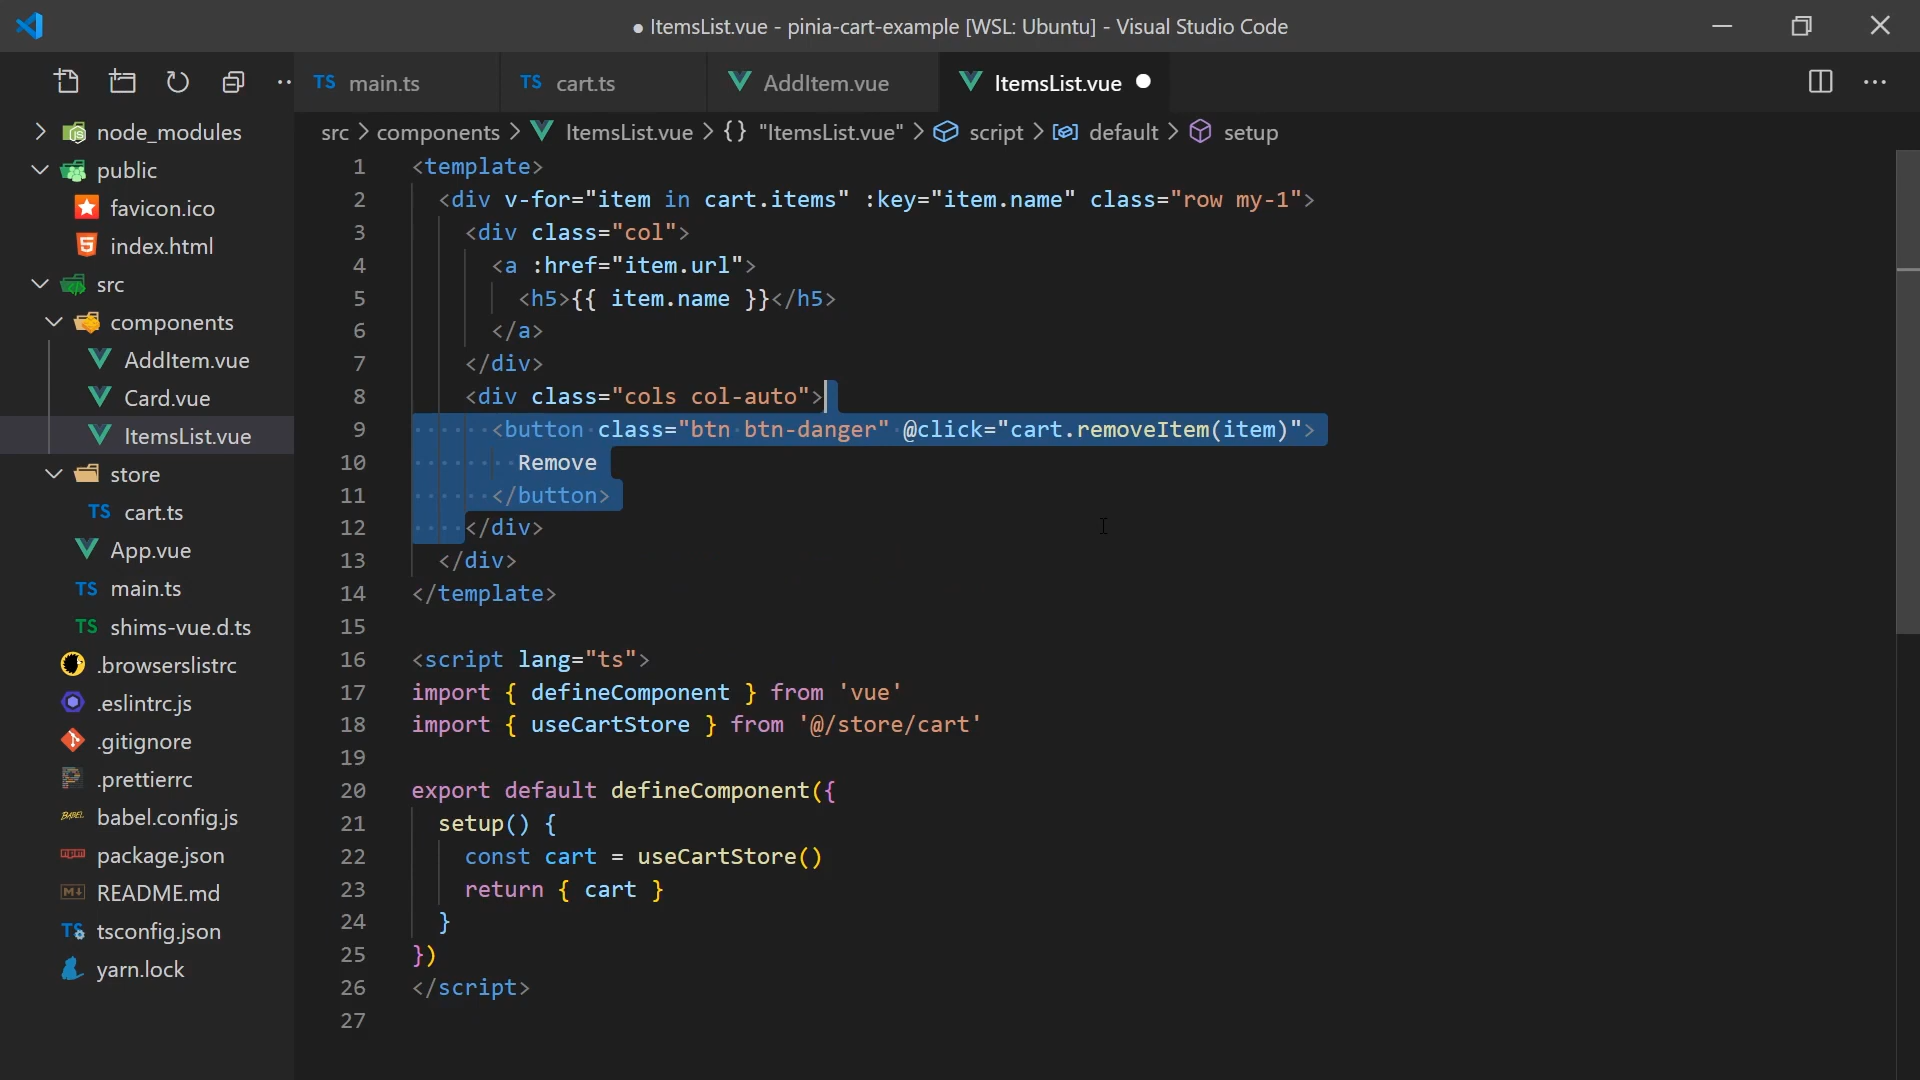 ● ItemsList.vue - pinia-cart-example [WSL: Ubuntu] - Visual Studio Code
TS main.ts
TS cart.ts
AddItem.vue
ItemsList.vue ●
src > components > ItemsList.vue > {} "ItemsList.vue" > script > default > setup
node_modules
public
favicon.ico
index.html
src
components
AddItem.vue
Card.vue
ItemsList.vue
store
TS cart.ts
App.vue
TS main.ts
TS shims-vue.d.ts
.browserslistrc
.eslintrc.js
.gitignore
.prettierrc
BABEL babel.config.js
package.json
M↓ README.md
TS tsconfig.json
yarn.lock
1 <template>
2 <div v-for="item in cart.items" :key="item.name" class="row my-1">
3 <div class="col">
4 <a :href="item.url">
5 <h5>{{ item.name }}</h5>
6 </a>
7 </div>
8 <div class="cols col-auto">
9 <button class="btn btn-danger" @click="cart.removeItem(item)">
10 Remove
11 </button>
12 </div>
13 </div>
14 </template>
15
16 <script lang="ts">
17 import { defineComponent } from 'vue'
18 import { useCartStore } from '@/store/cart'
19
20 export default defineComponent({
21 setup() {
22 const cart = useCartStore()
23 return { cart }
24 }
25 })
26 </script>
27